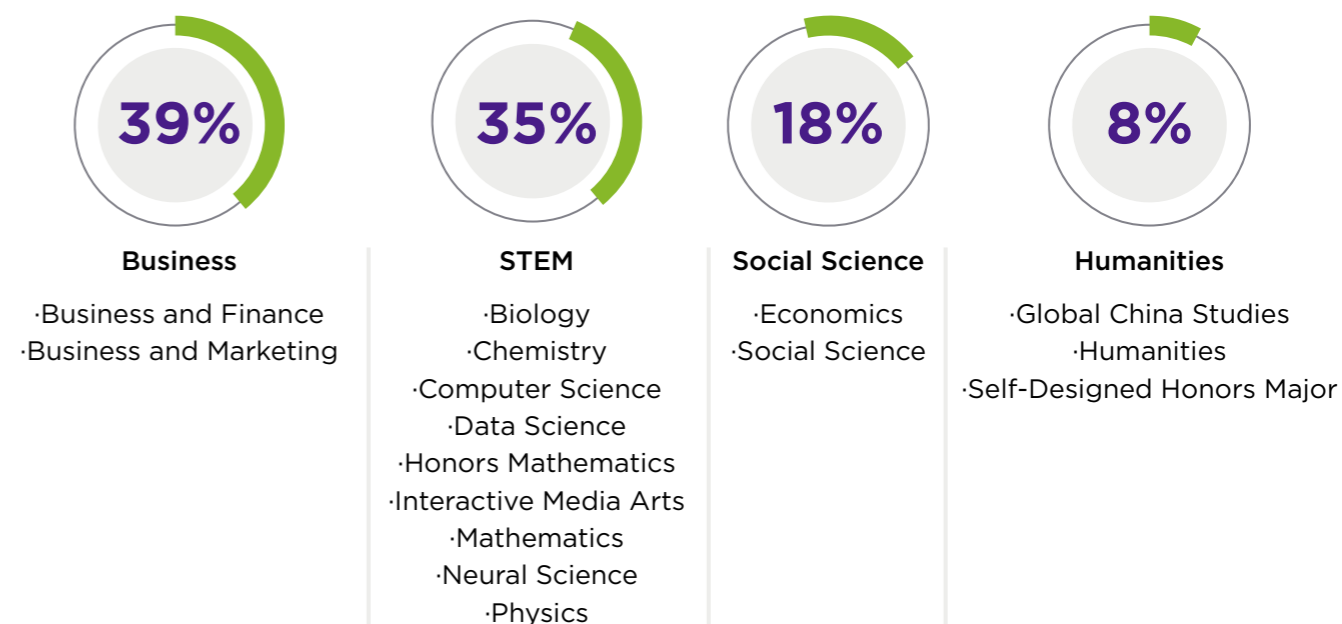 39%
Business
·Business and Finance
·Business and Marketing
35%
STEM
·Biology
·Chemistry
·Computer Science
·Data Science
·Honors Mathematics
·Interactive Media Arts
·Mathematics
·Neural Science
·Physics
18%
Social Science
·Economics
·Social Science
8%
Humanities
·Global China Studies
·Humanities
·Self-Designed Honors Major